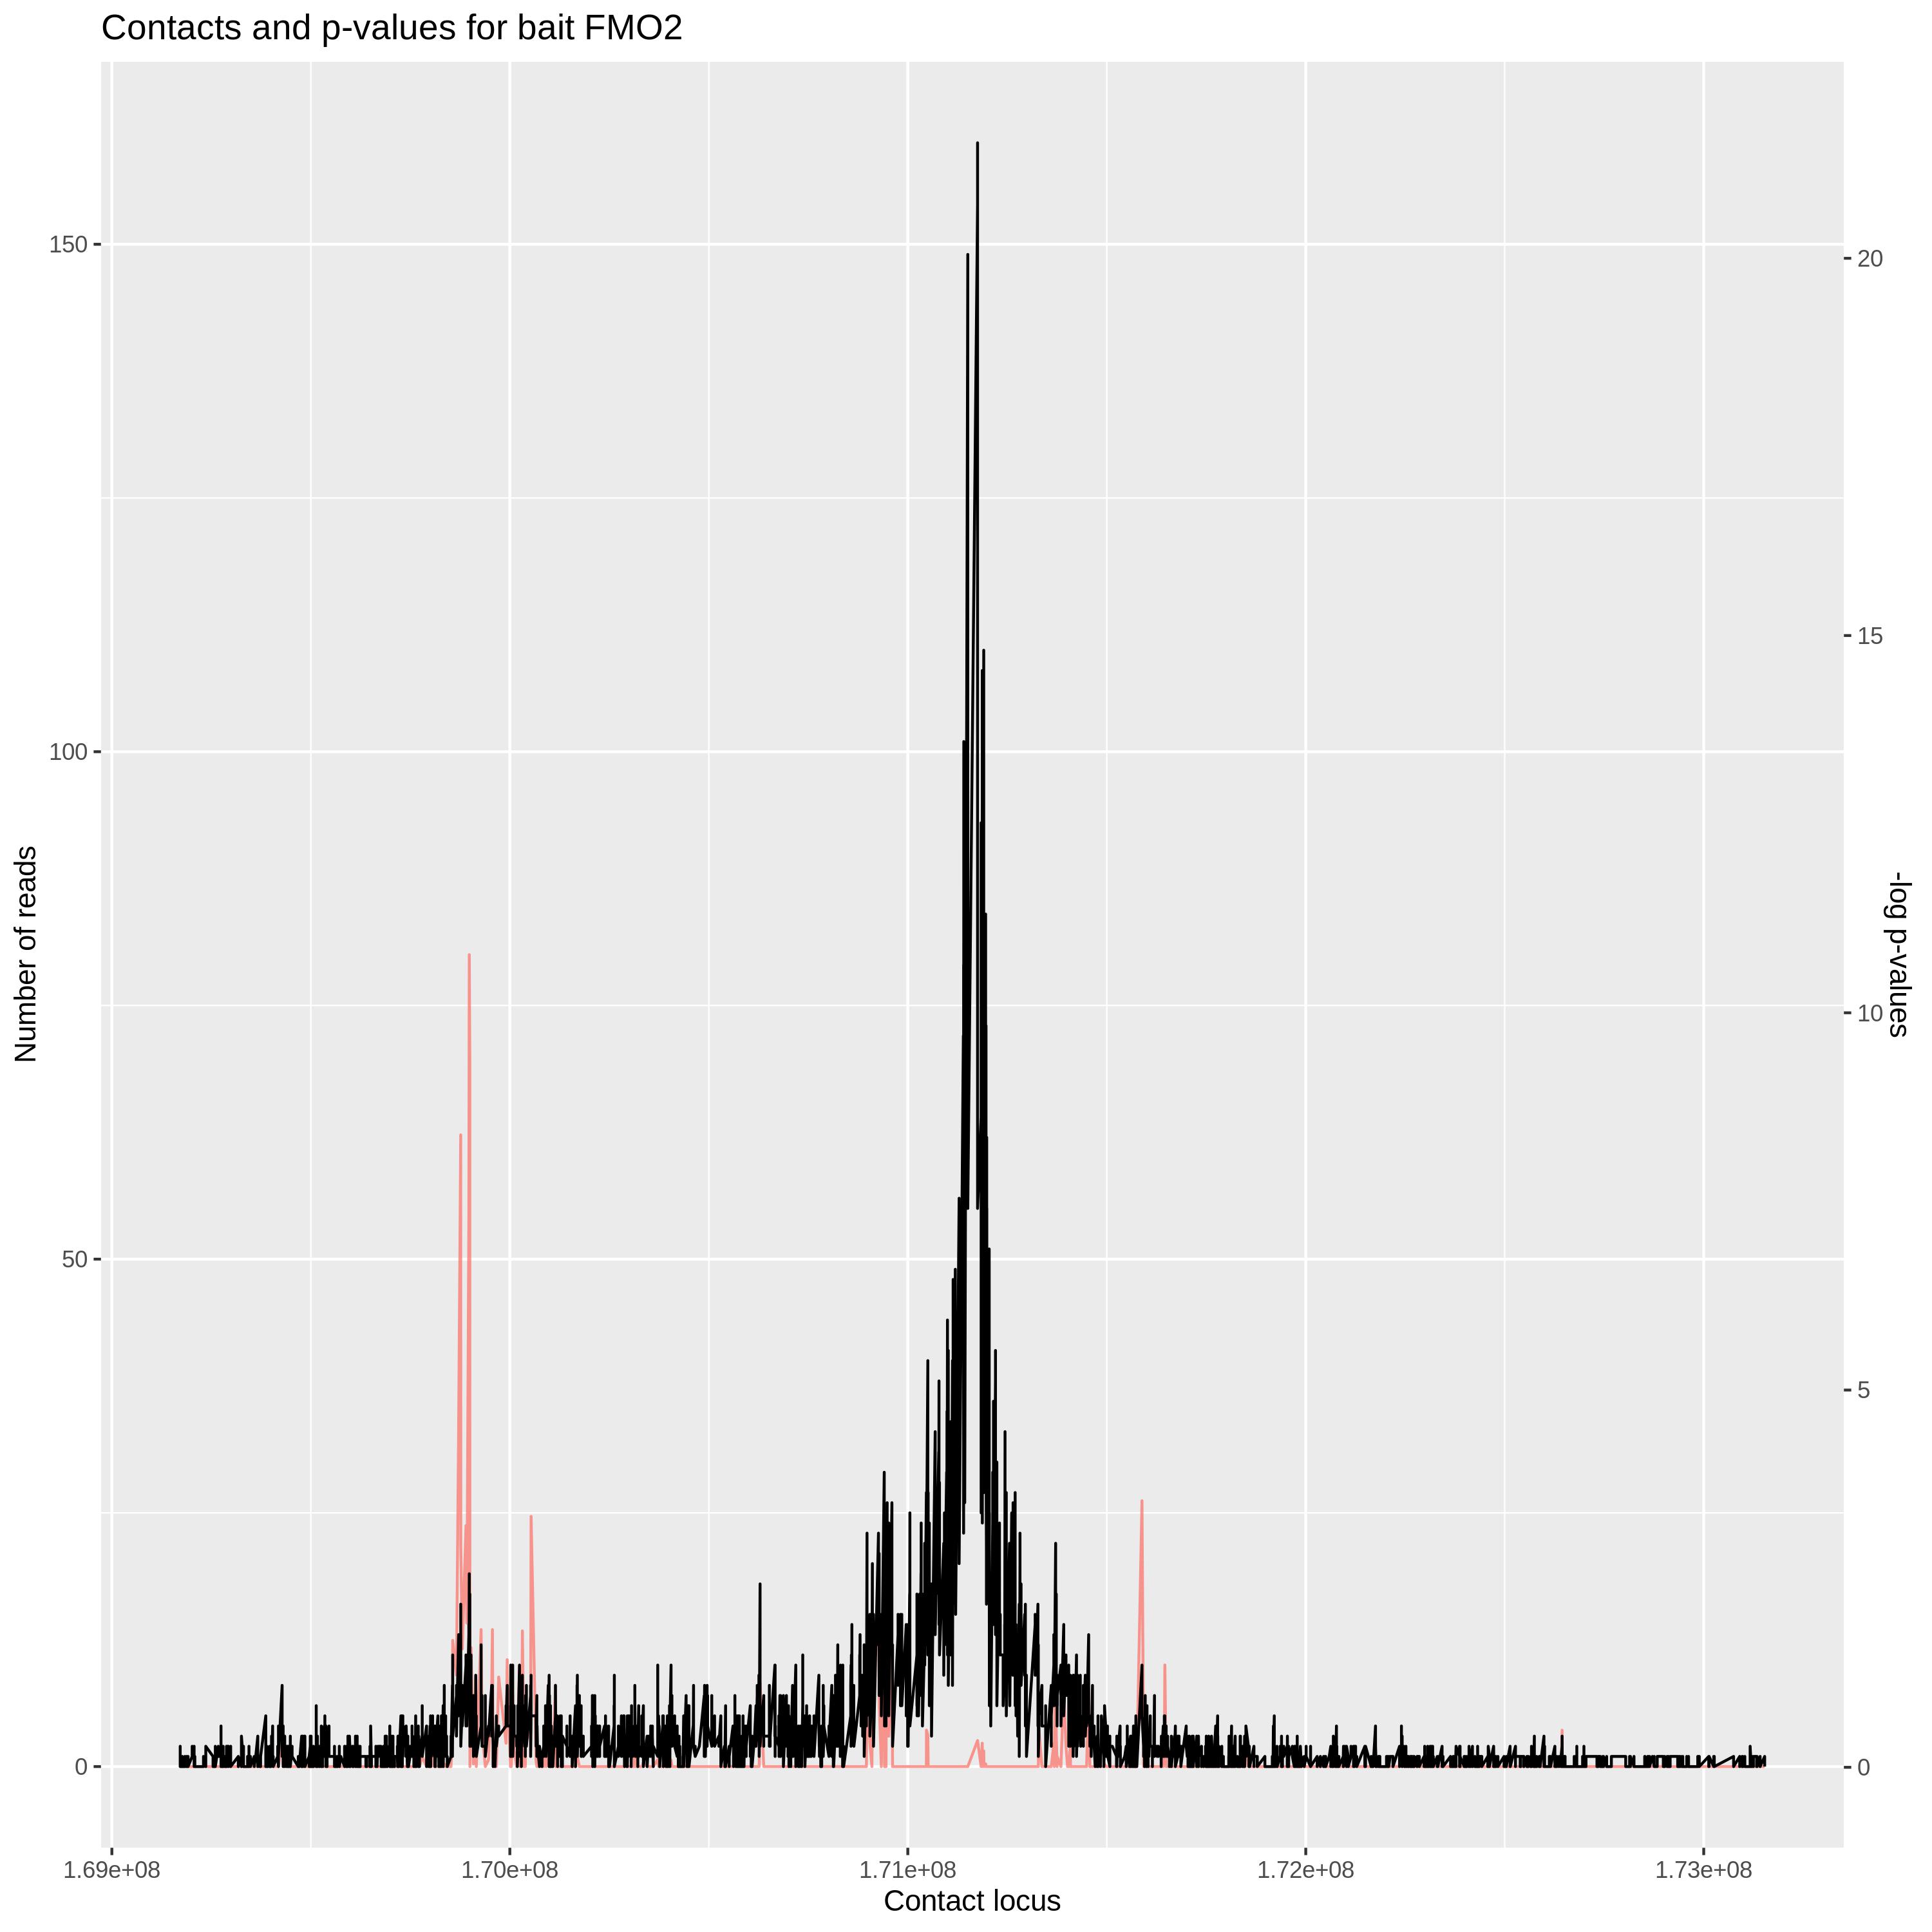 Contacts and p-values for bait FMO2
150
100
50
0
Number of reads
20
15
10
5
0
-log p-values
1.69e+08
1.70e+08
1.71e+08
1.72e+08
1.73e+08
Contact locus